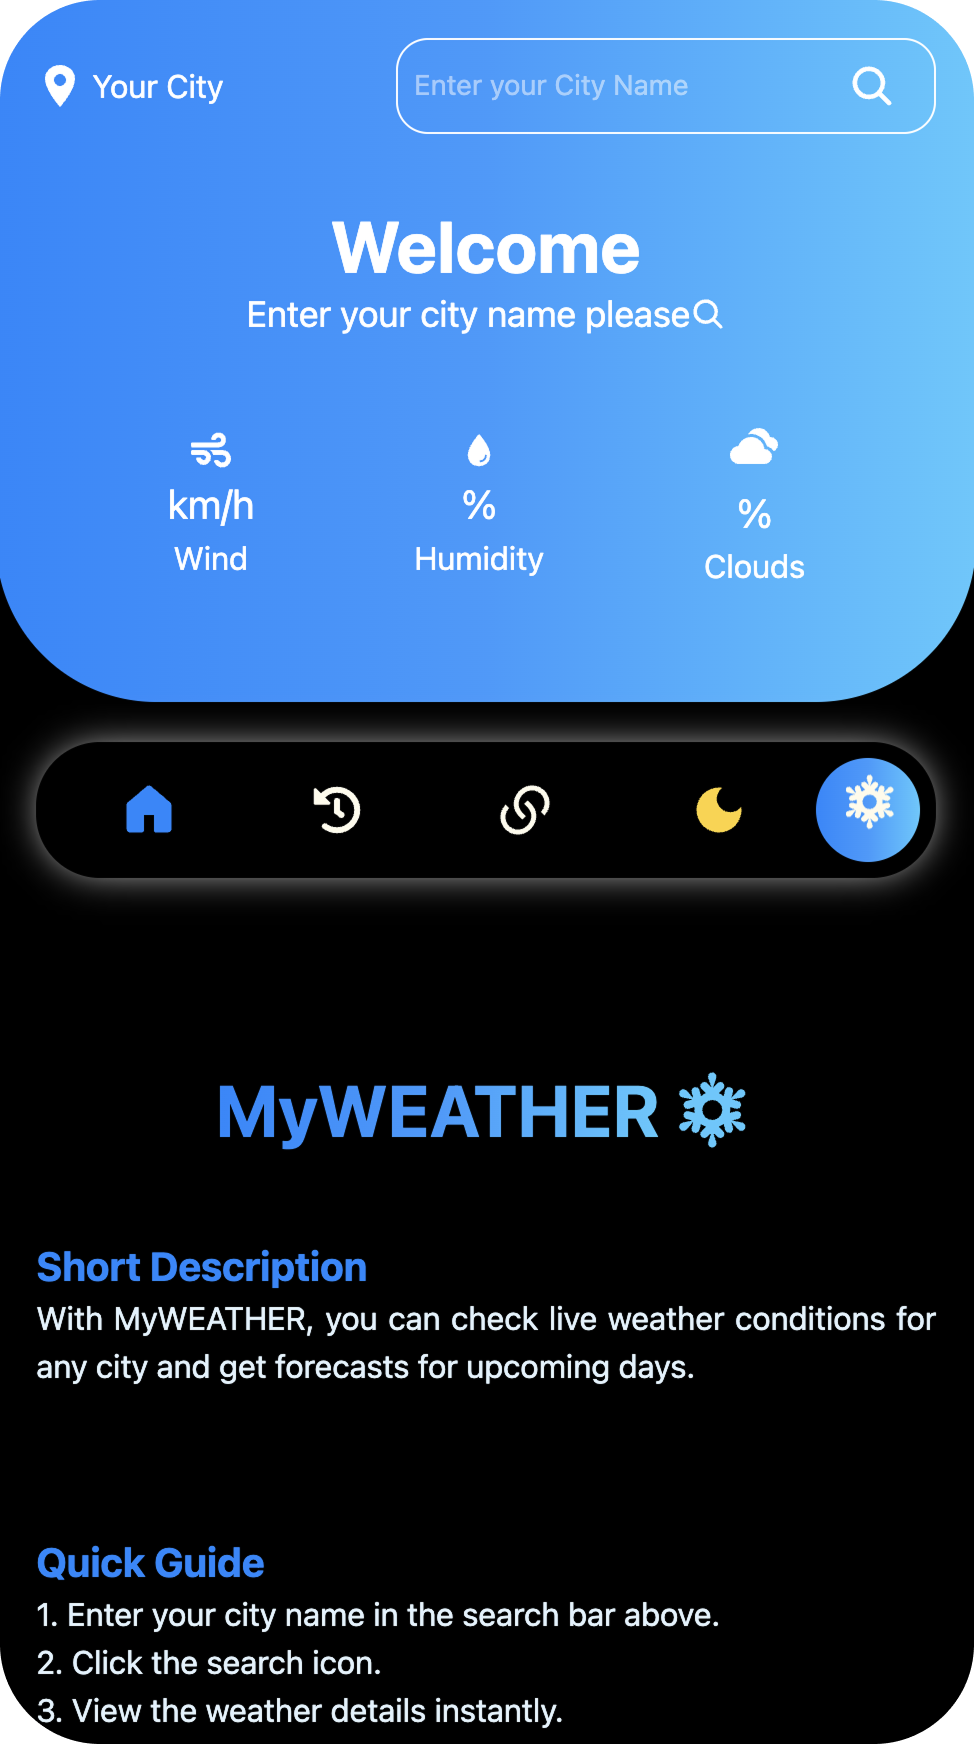 Your City
Enter your City Name
Welcome
Enter your city name please
km/h
%
%
Wind
Humidity
Clouds
MyWEATHER
Short Description
With MyWEATHER, you can check live weather conditions for
any city and get forecasts for upcoming days.
Quick Guide
1. Enter your city name in the search bar above.
2. Click the search icon.
3. View the weather details instantly.